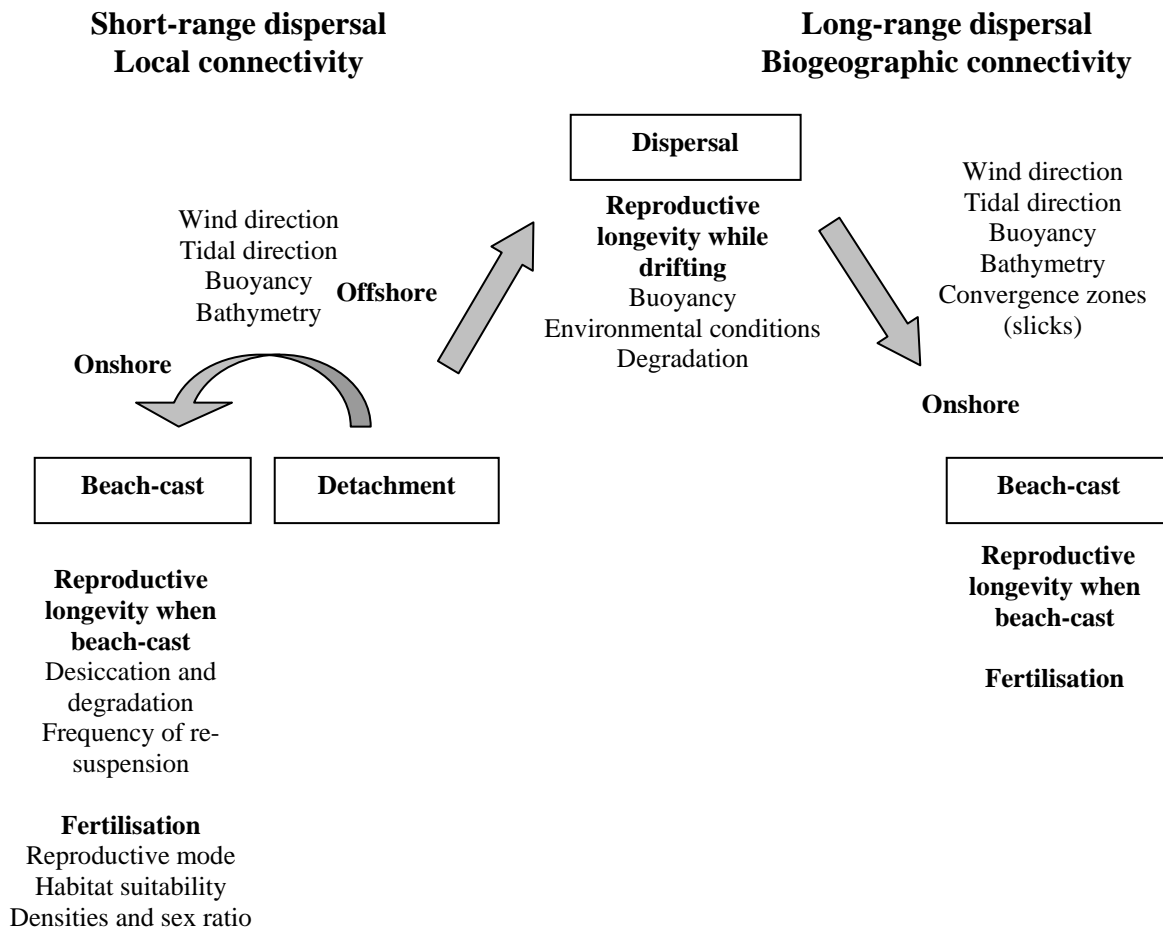 Short-range dispersal
Local connectivity
Long-range dispersal
Biogeographic connectivity
Dispersal
Reproductive
longevity while
drifting
Buoyancy
Environmental conditions
Degradation
Wind direction
Tidal direction
Buoyancy
Bathymetry
Offshore
Onshore
Wind direction
Tidal direction
Buoyancy
Bathymetry
Convergence zones
(slicks)
Onshore
Beach-cast
Detachment
Beach-cast
Reproductive
longevity when
beach-cast
Desiccation and
degradation
Frequency of re-
suspension
Fertilisation
Reproductive mode
Habitat suitability
Densities and sex ratio
Reproductive
longevity when
beach-cast
Fertilisation